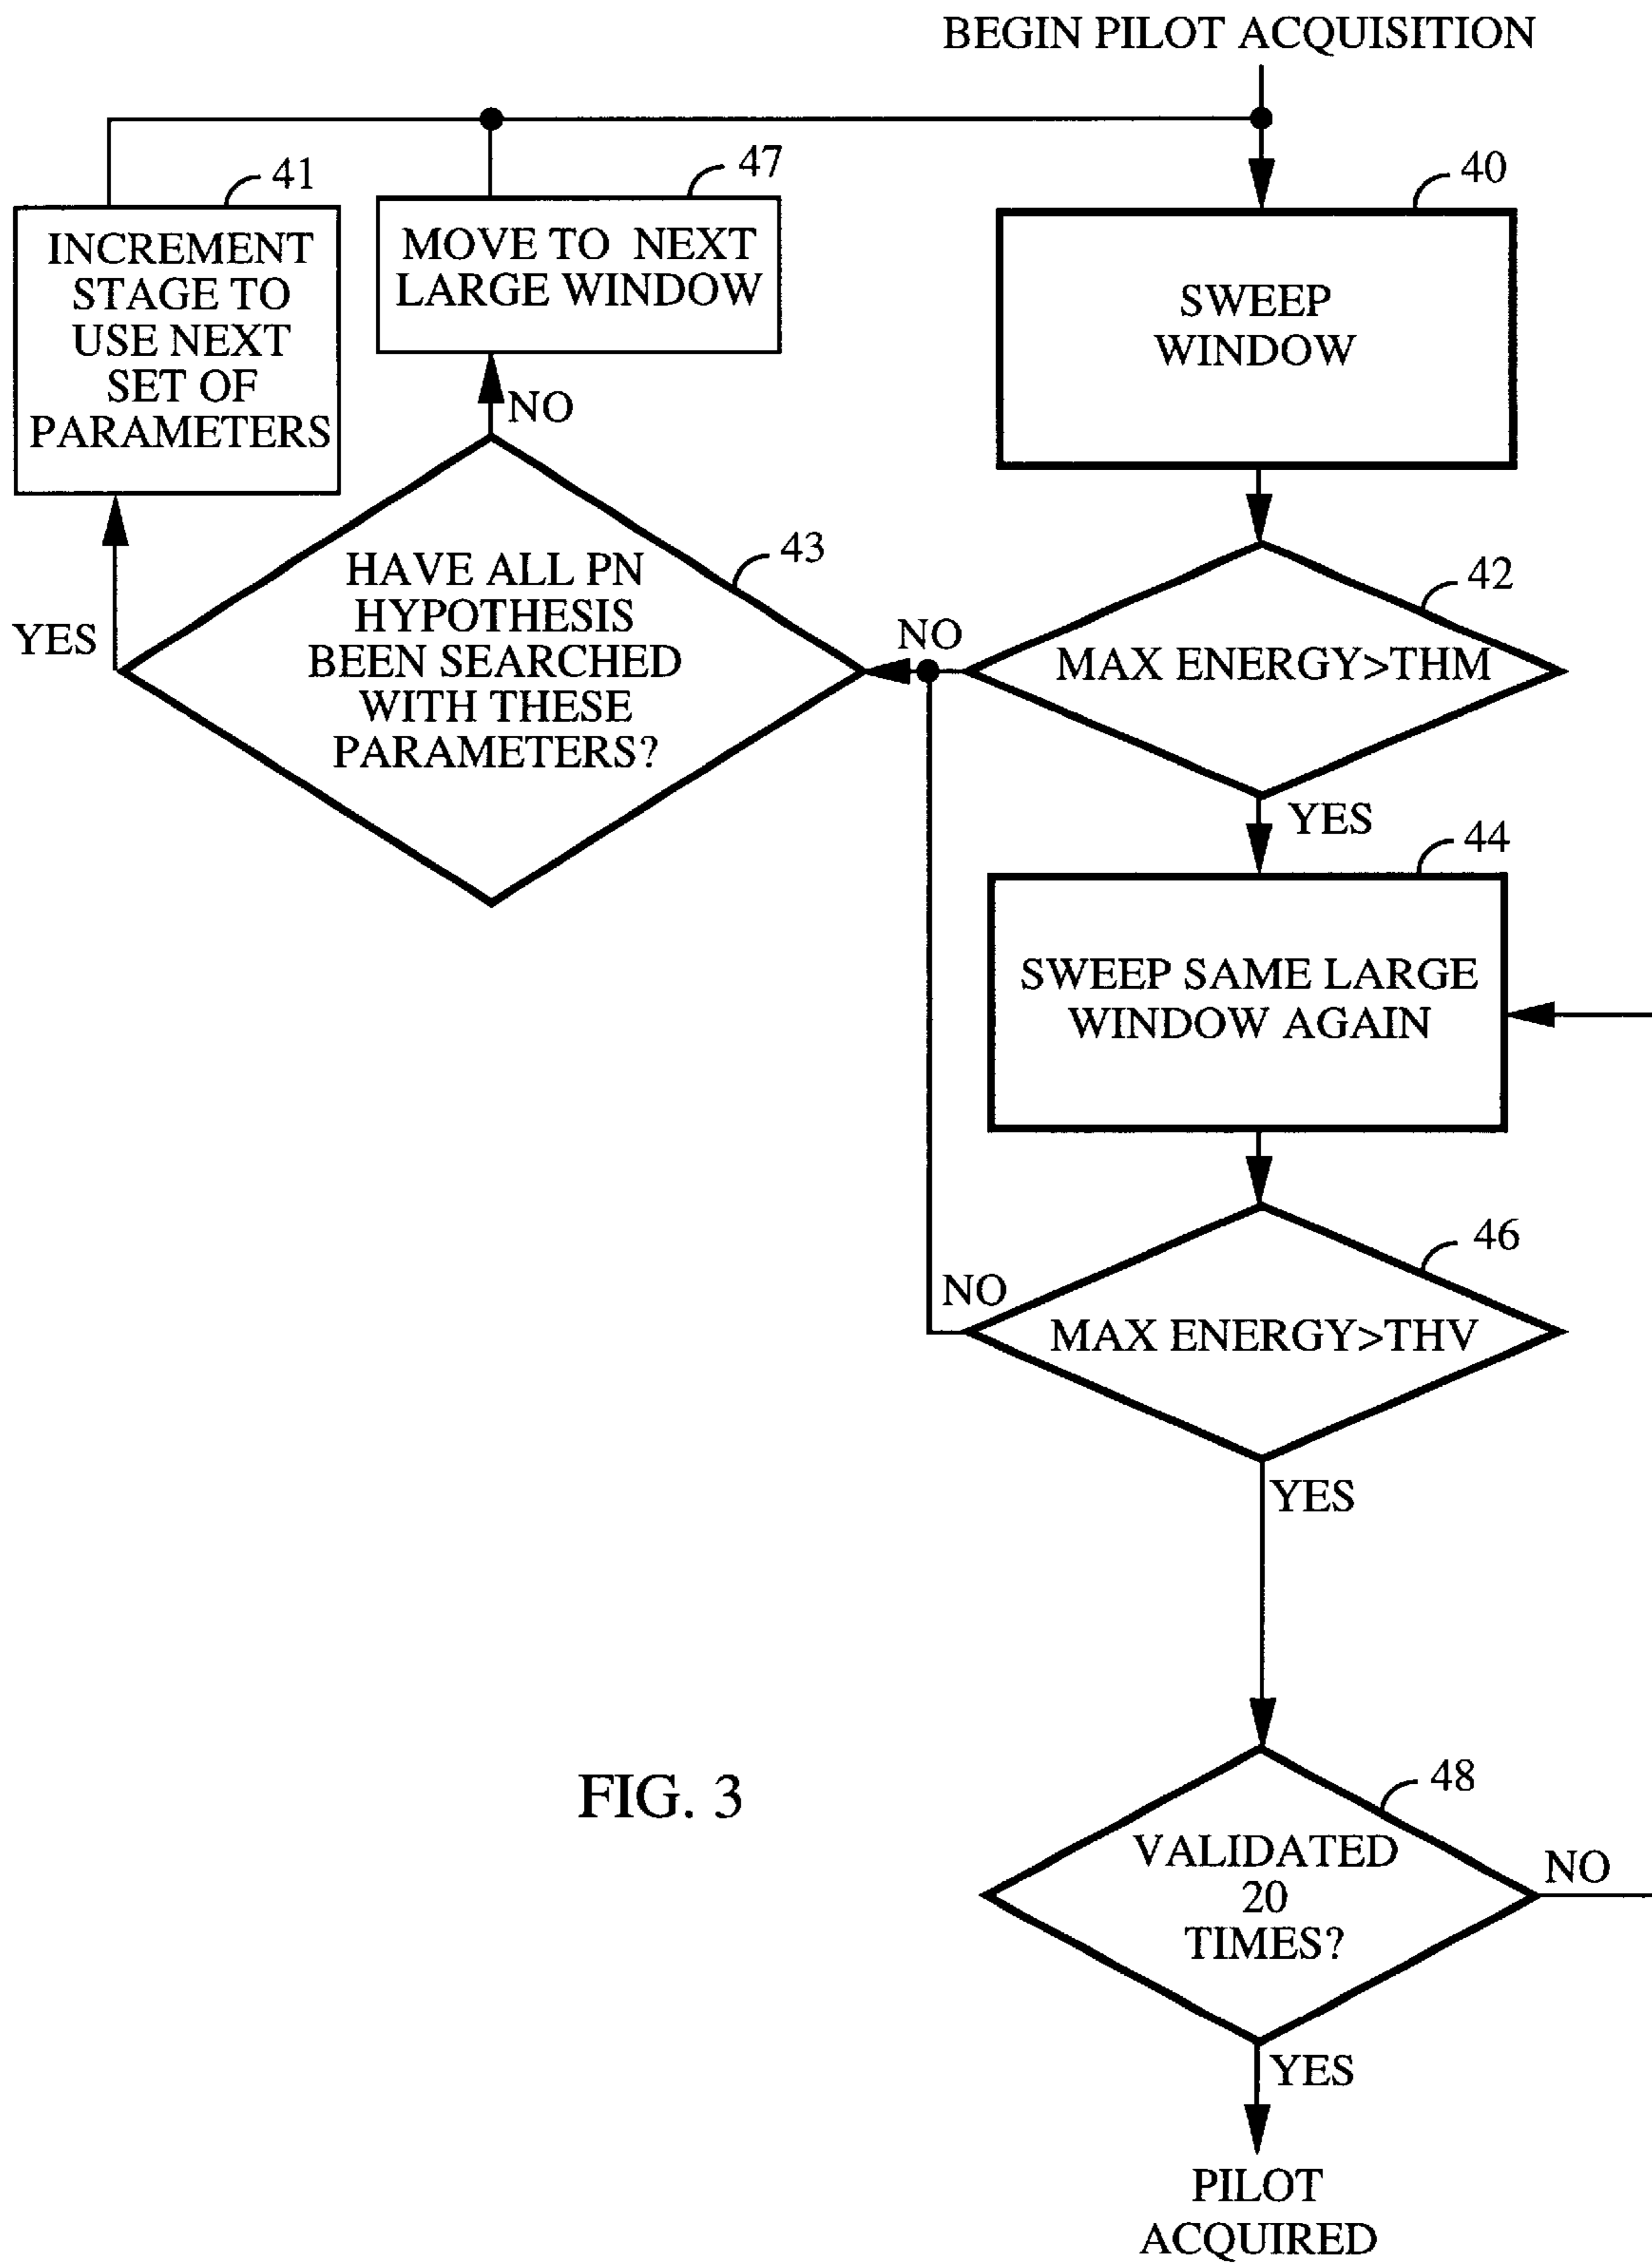 BEGIN PILOT ACQUISITION
41
INCREMENT
STAGE TO
USE NEXT
SET OF
PARAMETERS
47
MOVE TO NEXT
LARGE WINDOW
40
SWEEP
WINDOW
NO
YES
43
HAVE ALL PN
HYPOTHESIS
BEEN SEARCHED
WITH THESE
PARAMETERS?
NO
42
MAX ENERGY>THM
YES
44
SWEEP SAME LARGE
WINDOW AGAIN
46
NO
MAX ENERGY>THV
YES
FIG. 3
48
VALIDATED
20
TIMES?
NO
YES
PILOT
ACQUIRED